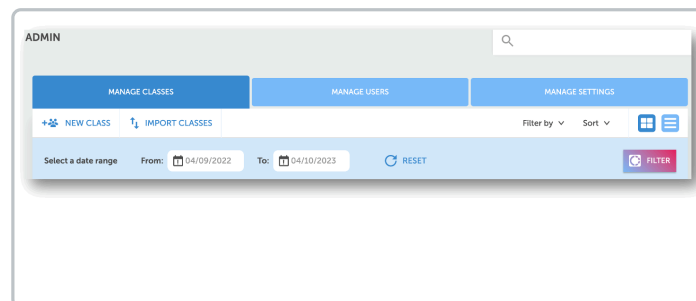 ADMIN
MANAGE CLASSES MANAGE USERS MANAGE SETTINGS
NEW CLASS IMPORT CLASSES Filter by Sort
Select a date range From: 04/09/2022 To: 04/10/2023 RESET FILTER